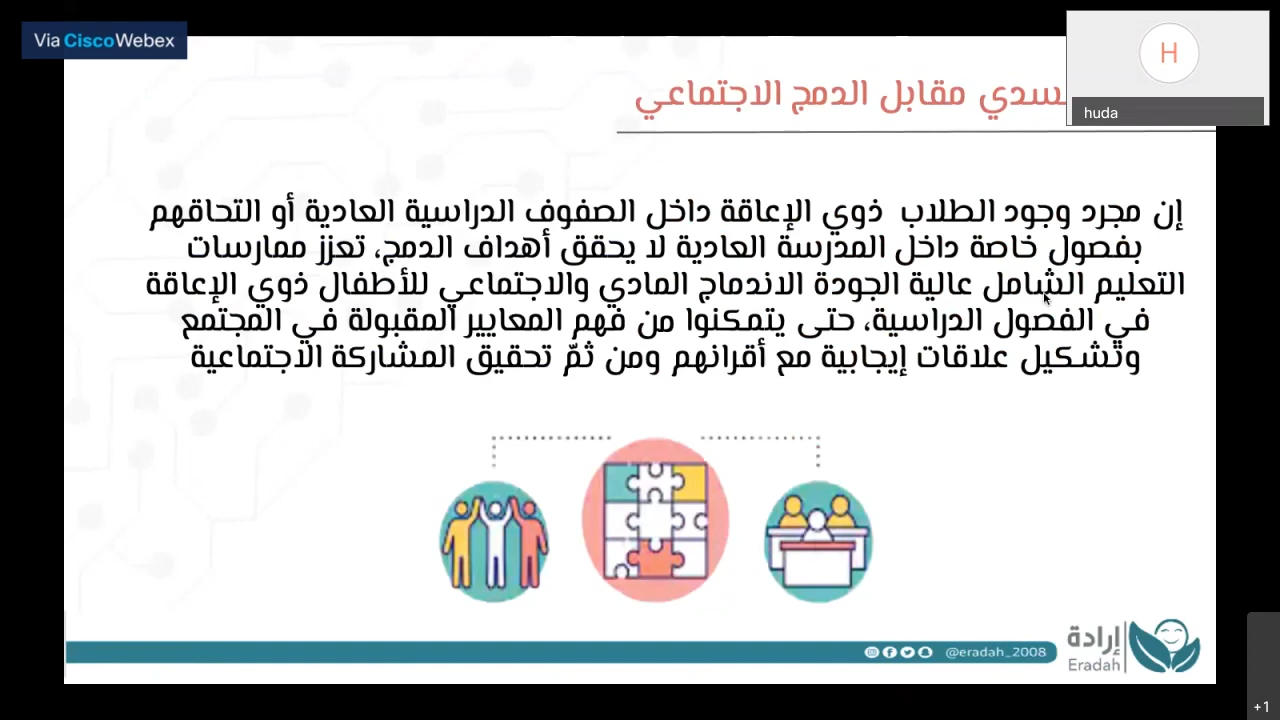 Via Cisco Webex
H
huda
مقابل الدمج الاجتماعي
إن مجرد وجود الطلاب ذوي الإعاقة داخل الصفوف الدراسية العادية أو التحاقهم
بفصول خاصة داخل المدرسة العادية لا يحقق أهداف الدمج، تعزز ممارسات
التعليم الشامل عالية الجودة الاندماج المادي والاجتماعي للأطفال ذوي الإعاقة
في الفصول الدراسية، حتى يتمكنوا من فهم المعايير المقبولة في المجتمع
وتشكيل علاقات إيجابية مع أقرانهم ومن ثمّ تحقيق المشاركة الاجتماعية
@eradah_2008
إرادة
Eradah
+1